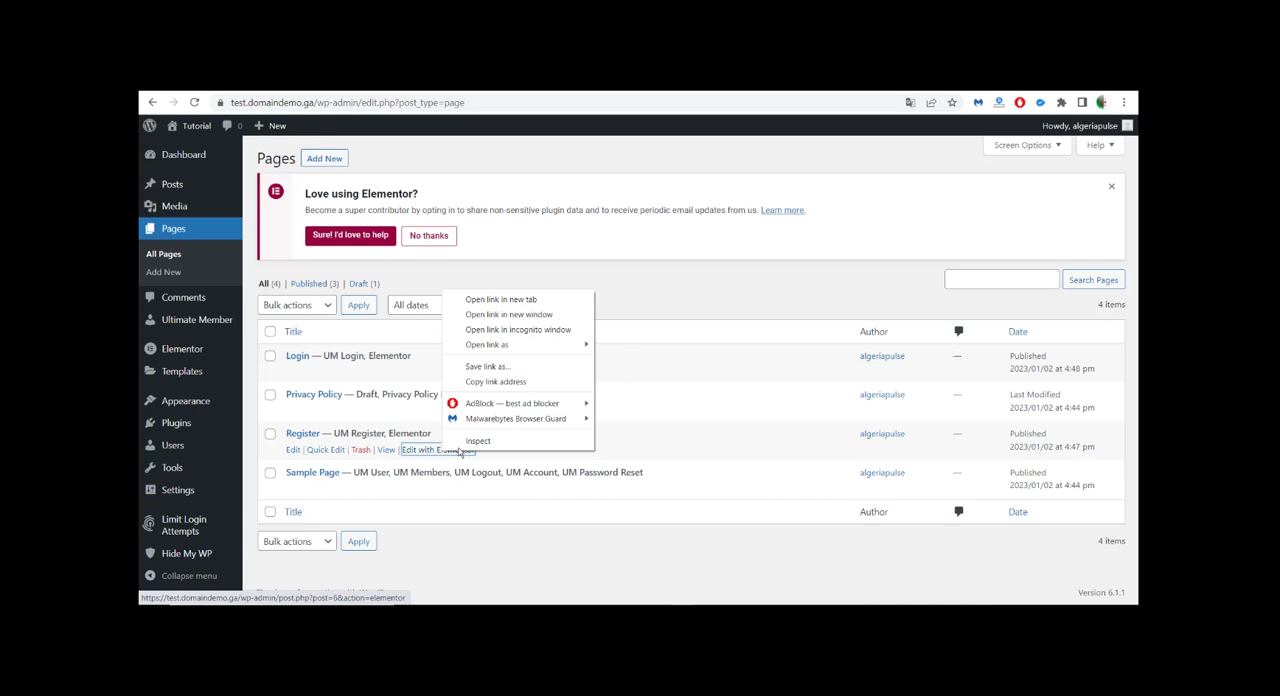 test.domaindemo.ga/wp-admin/edit.php?post_type=page
Tutorial 0 + New Howdy, algeriapulse
Dashboard
Posts
Media
Pages
All Pages
Add New
Comments
Ultimate Member
Elementor
Templates
Appearance
Plugins
Users
Tools
Settings
Limit Login
Attempts
Hide My WP
Collapse menu
Screen Options ▼ Help ▼
Pages Add New
Love using Elementor?
Become a super contributor by opting in to share non-sensitive plugin data and to receive periodic email updates from us. Learn more.
Sure! I'd love to help No thanks
All (4) | Published (3) | Draft (1)
Search Pages
Bulk actions Apply All dates 4 items
Title Author Date
Login — UM Login, Elementor algeriapulse — Published
2023/01/02 at 4:48 pm
Privacy Policy — Draft, Privacy Policy algeriapulse — Last Modified
2023/01/02 at 4:44 pm
Register — UM Register, Elementor algeriapulse — Published
2023/01/02 at 4:47 pm
Edit | Quick Edit | Trash | View | Edit with
Sample Page — UM User, UM Members, UM Logout, UM Account, UM Password Reset algeriapulse — Published
2023/01/02 at 4:44 pm
Title Author Date
Bulk actions Apply 4 items
Open link in new tab
Open link in new window
Open link in incognito window
Open link as
Save link as...
Copy link address
AdBlock — best ad blocker
Malwarebytes Browser Guard
Inspect
https://test.domaindemo.ga/wp-admin/post.php?post=6&action=elementor
Version 6.1.1